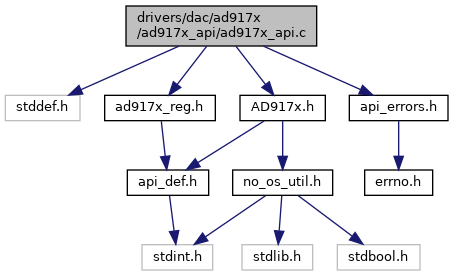 drivers/dac/ad917x
/ad917x_api/ad917x_api.c
stddef.h
ad917x_reg.h
AD917x.h
api_errors.h
api_def.h
no_os_util.h
errno.h
stdint.h
stdlib.h
stdbool.h